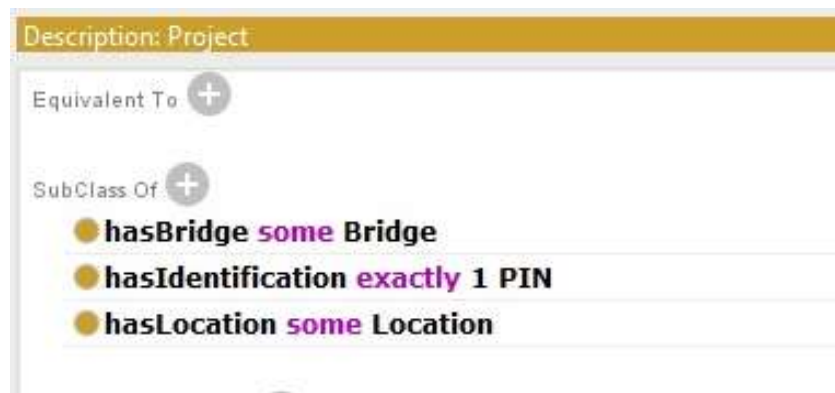 Description: Project
Equivalent To
SubClass Of
hasBridge some Bridge
hasIdentification exactly 1 PIN
hasLocation some Location